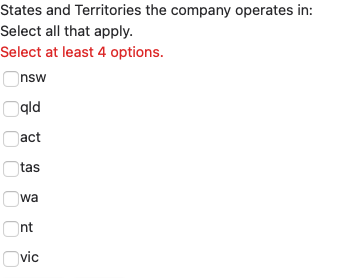 States and Territories the company operates in:
Select all that apply.
Select at least 4 options.
nsw
qld
act
tas
wa
nt
vic